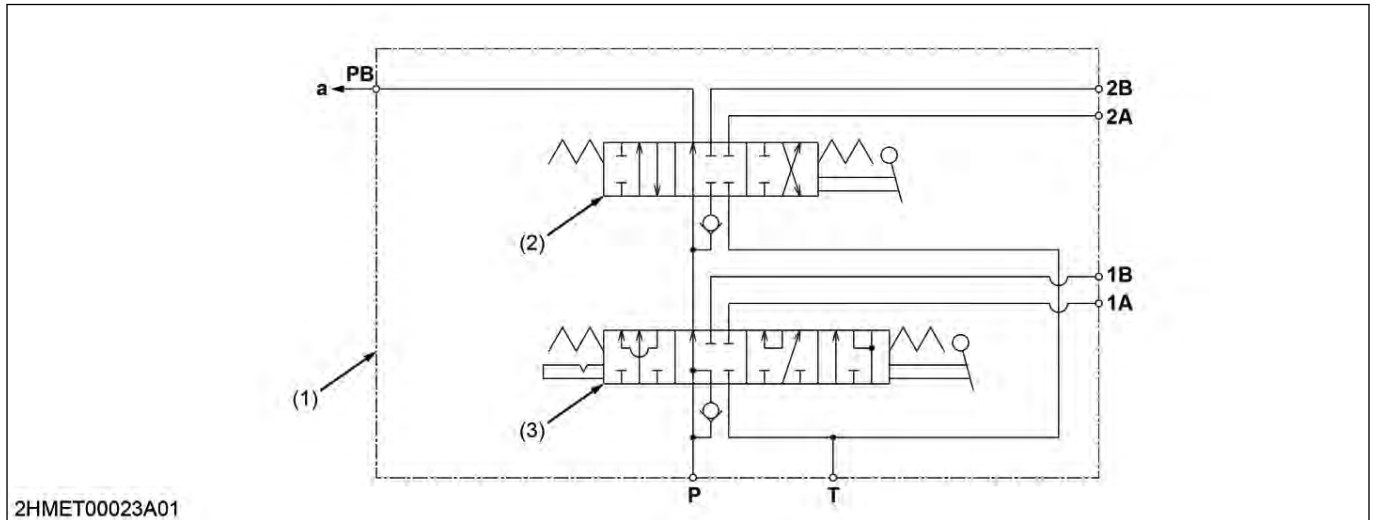 PB
a
2B
2A
(2)
1B
1A
(1)
(3)
P
T
2HMET00023A01